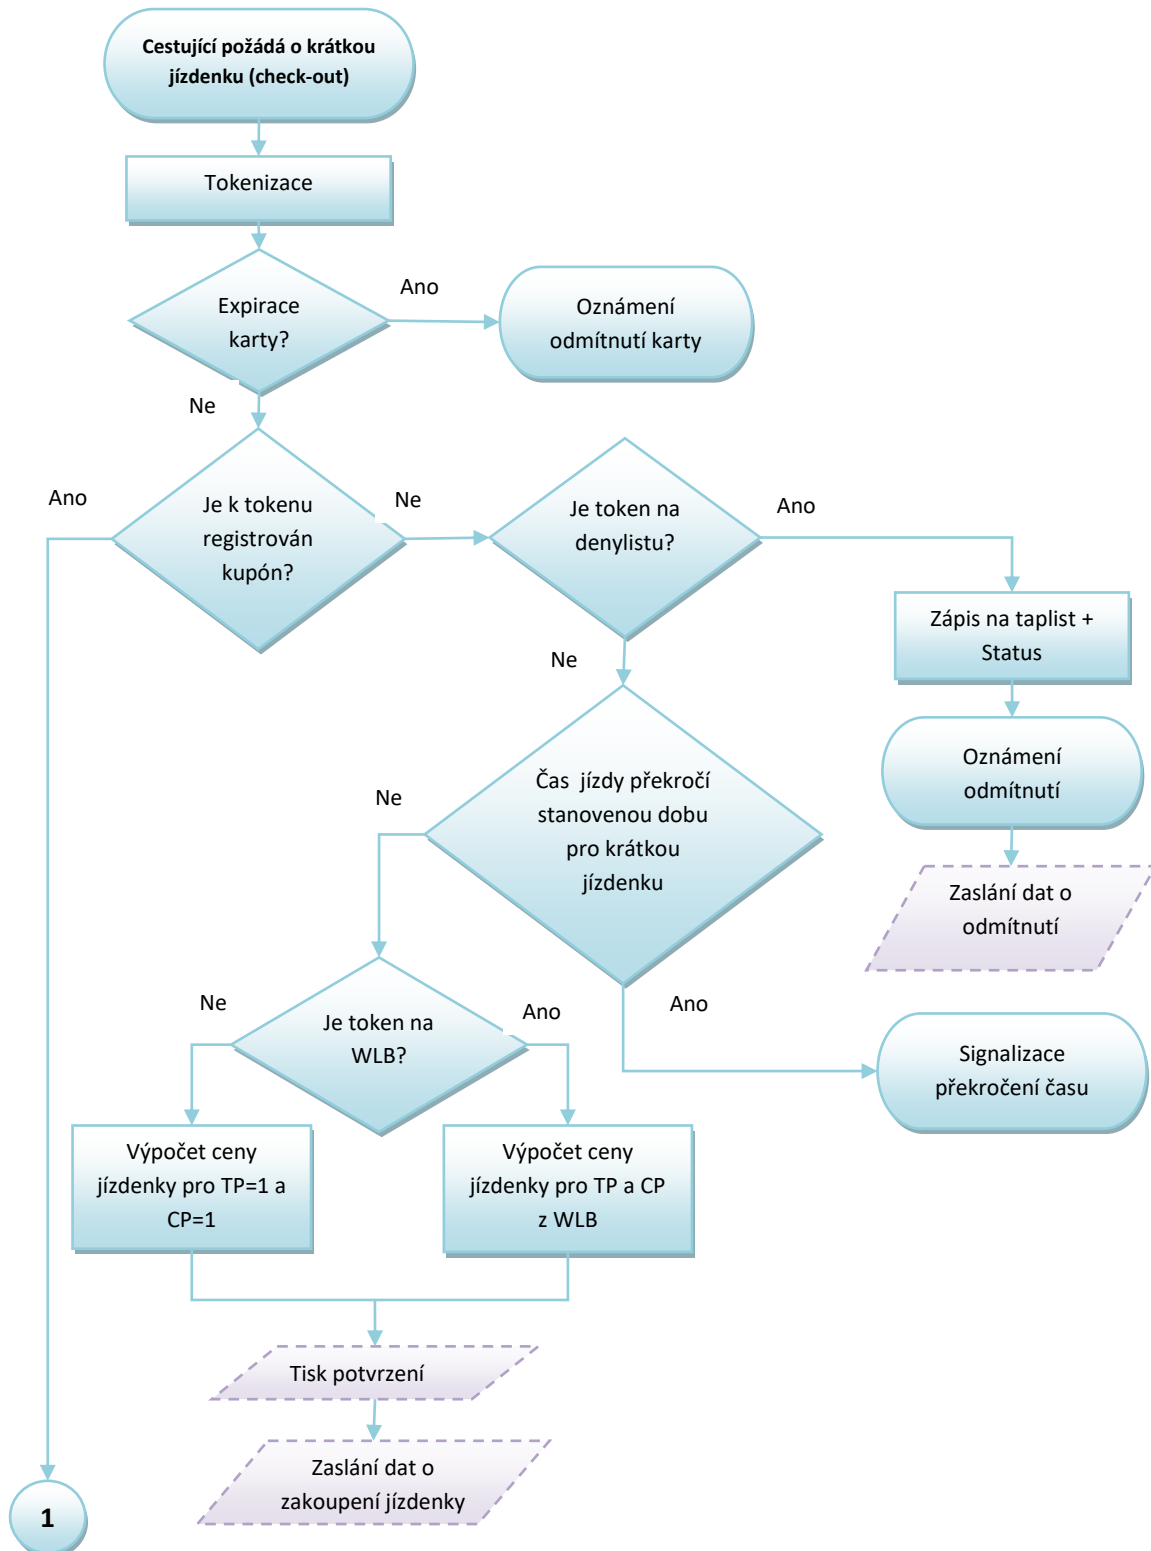 Cestující požádá o krátkou
jízdenku (check-out)
Tokenizace
Expirace
karty?
Ano
Oznámení
odmítnutí karty
Ne
Ano
Je k tokenu
registrován
kupón?
Ne
Je token na
denylistu?
Ano
Zápis na taplist +
Status
Ne
Oznámení
odmítnutí
Čas  jízdy překročí
stanovenou dobu
pro krátkou
jízdenku
Ne
Zaslání dat o
odmítnutí
Ano
Ne
Je token na
WLB?
Ano
Signalizace
překročení času
Výpočet ceny
jízdenky pro TP=1 a
CP=1
Výpočet ceny
jízdenky pro TP a CP
z WLB
Tisk potvrzení
Zaslání dat o
zakoupení jízdenky
1